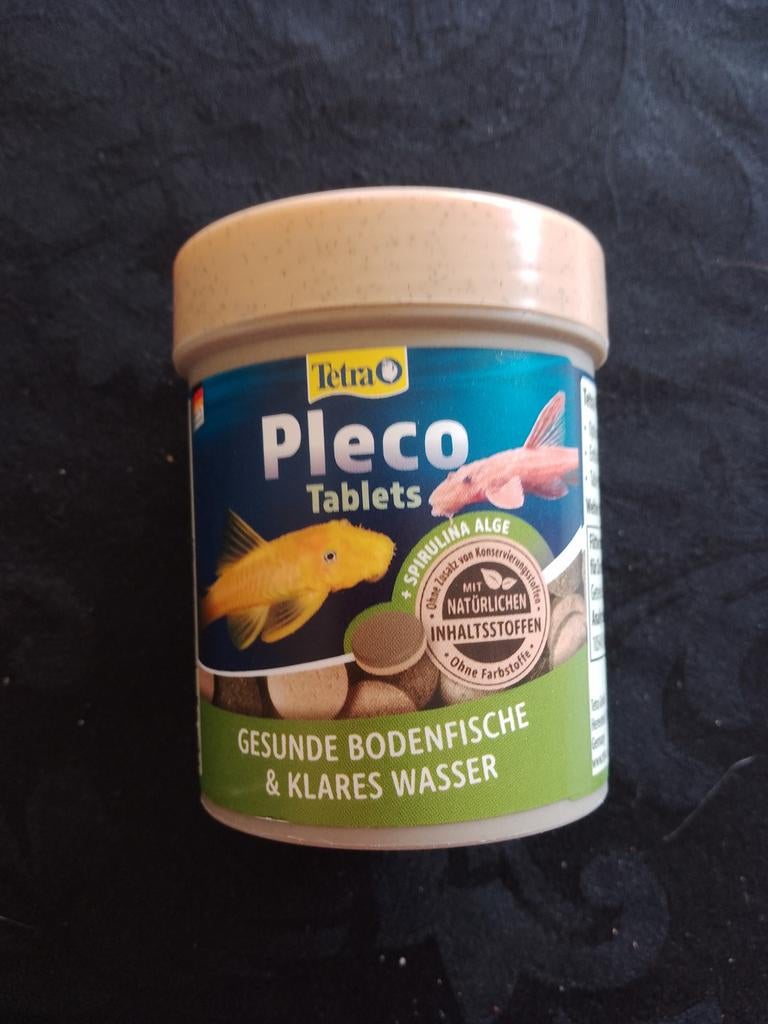 Tetra
Pleco
Tablets
+ SPIRULINA ALGE
• Ohne Zusatz von Konservierungsstoffen •
MIT
NATÜRLICHEN
INHALTSSTOFFEN
• Ohne Farbstoffe •
GESUNDE BODENFISCHE
& KLARES WASSER